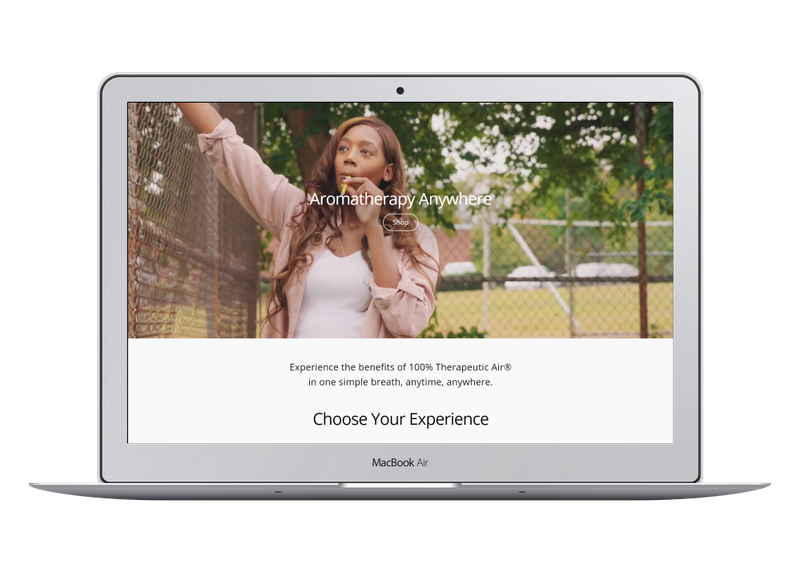 Aromatherapy Anywhere
Shop
Experience the benefits of 100% Therapeutic Air®
in one simple breath, anytime, anywhere.
Choose Your Experience
MacBook Air